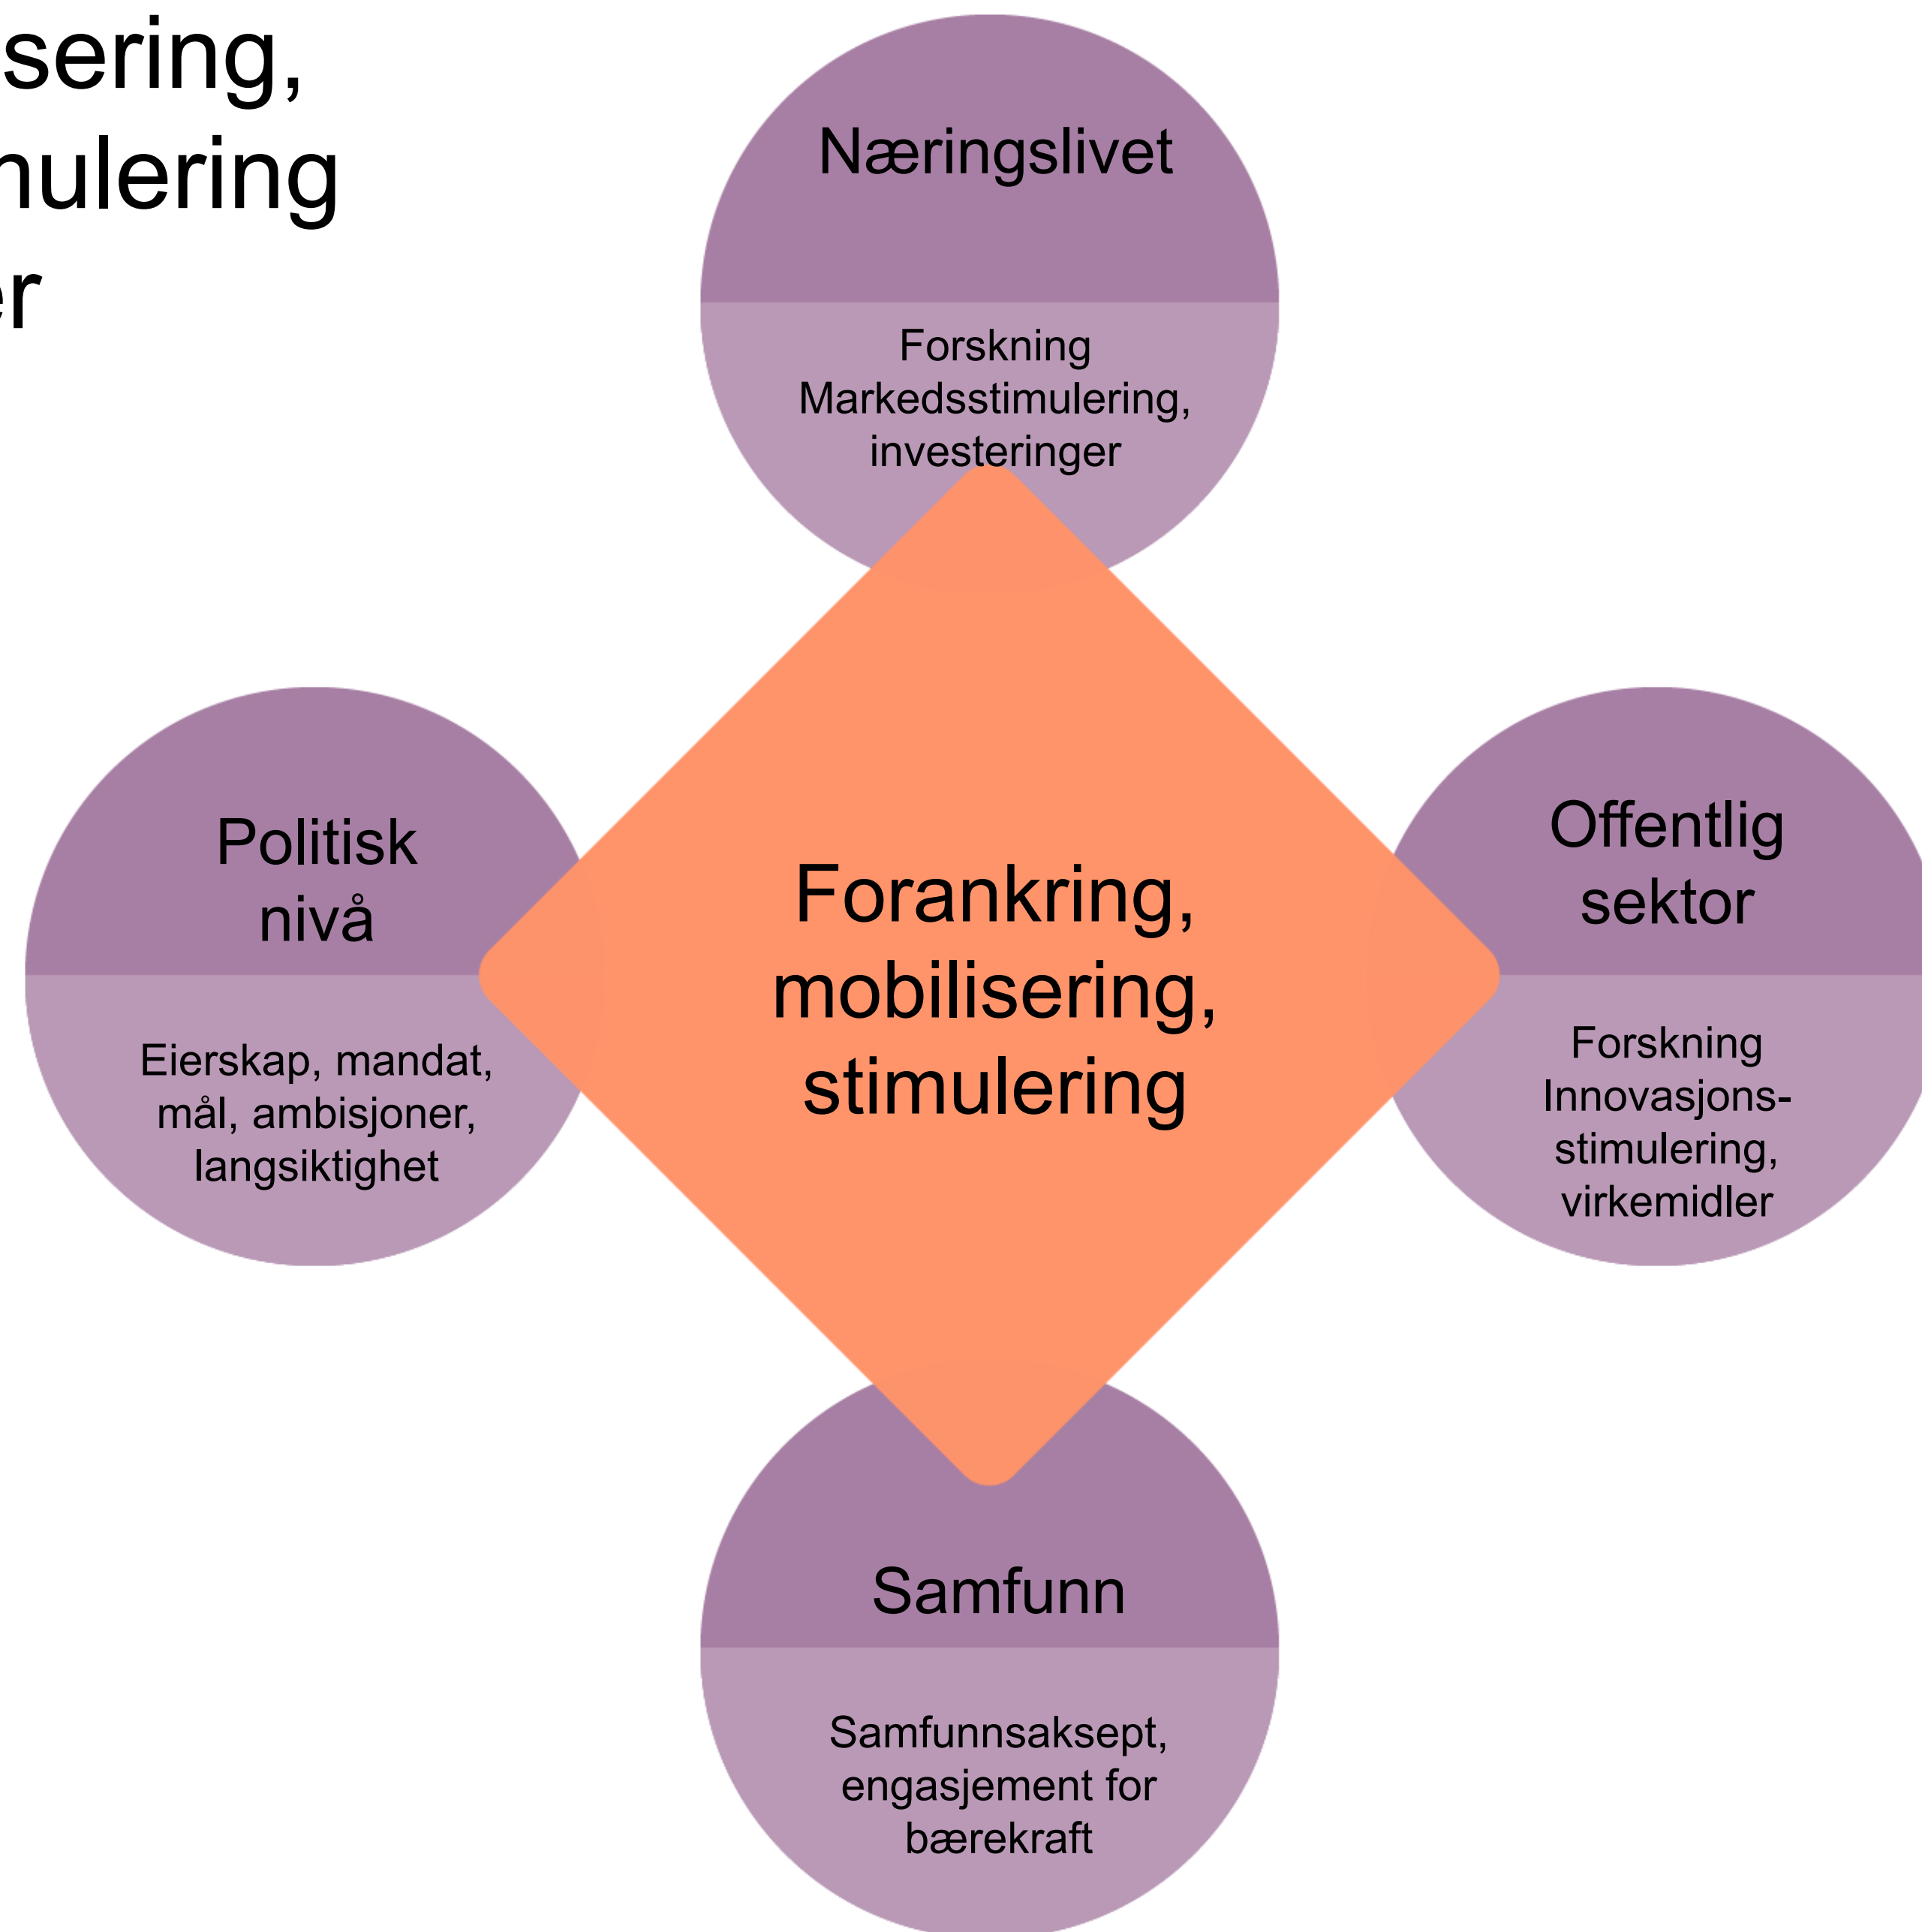 sering,
mulering
er
Næringslivet
Forskning
Markedsstimulering,
investeringer
Politisk
nivå
Eierskap, mandat,
mål, ambisjoner,
langsiktighet
Forankring,
mobilisering,
stimulering
Offentlig
sektor
Forskning
Innovasjons-
stimulering,
virkemidler
Samfunn
Samfunnsaksept,
engasjement for
bærekraft